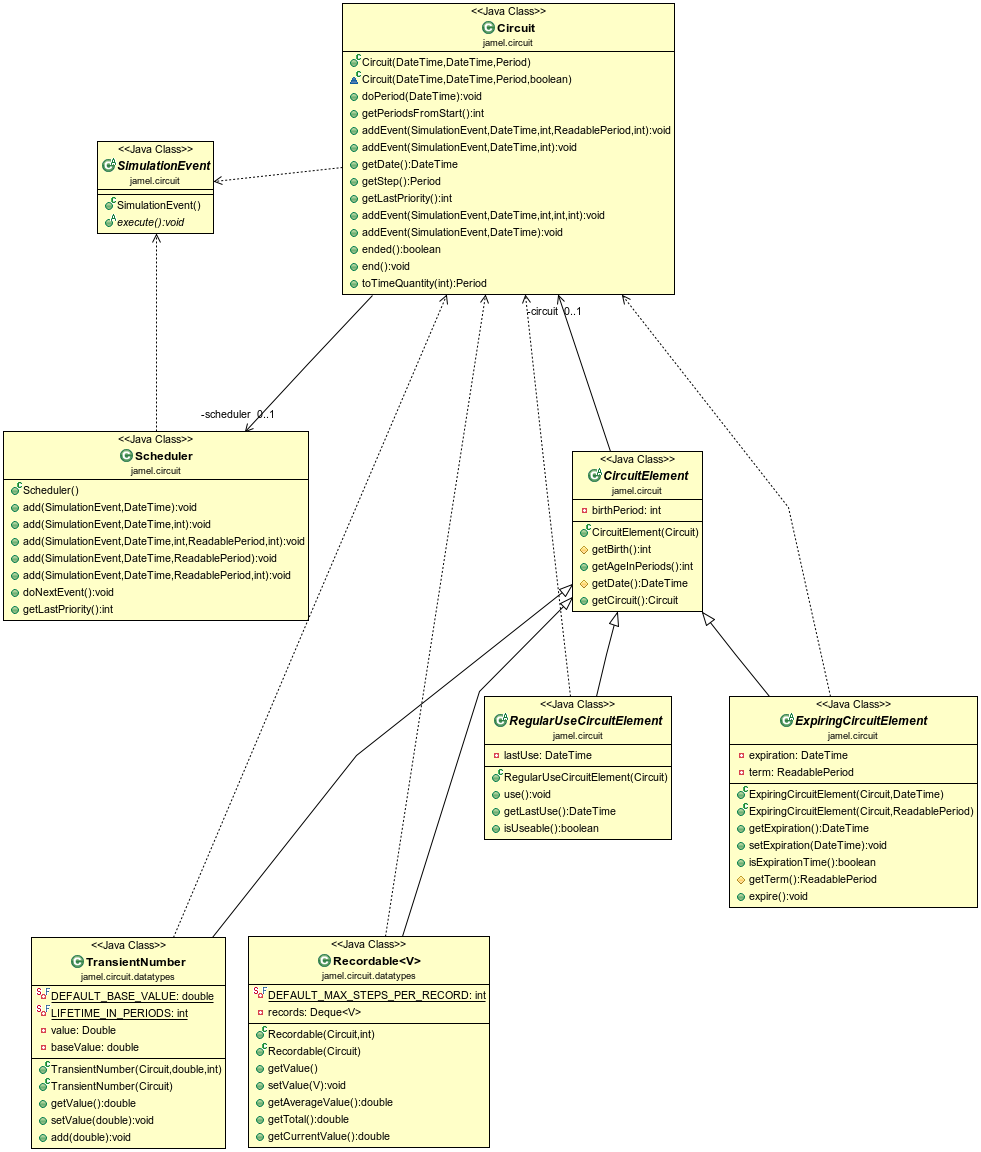 <<Java Class>>
Circuit
jamel.circuit
Circuit(DateTime,DateTime,Period)
Circuit(DateTime,DateTime,Period,boolean)
doPeriod(DateTime):void
getPeriodsFromStart():int
addEvent(SimulationEvent,DateTime,int,ReadablePeriod,int):void
addEvent(SimulationEvent,DateTime,int):void
getDate():DateTime
getStep():Period
getLastPriority():int
addEvent(SimulationEvent,DateTime,int,int,int):void
addEvent(SimulationEvent,DateTime):void
ended():boolean
end():void
toTimeQuantity(int):Period
<<Java Class>>
SimulationEvent
jamel.circuit
SimulationEvent()
execute():void
-circuit 0..1
-scheduler 0..1
<<Java Class>>
Scheduler
jamel.circuit
Scheduler()
add(SimulationEvent,DateTime):void
add(SimulationEvent,DateTime,int):void
add(SimulationEvent,DateTime,int,ReadablePeriod,int):void
add(SimulationEvent,DateTime,ReadablePeriod):void
add(SimulationEvent,DateTime,ReadablePeriod,int):void
doNextEvent():void
getLastPriority():int
<<Java Class>>
CircuitElement
jamel.circuit
birthPeriod: int
CircuitElement(Circuit)
getBirth():int
getAgeInPeriods():int
getDate():DateTime
getCircuit():Circuit
<<Java Class>>
RegularUseCircuitElement
jamel.circuit
lastUse: DateTime
RegularUseCircuitElement(Circuit)
use():void
getLastUse():DateTime
isUseable():boolean
<<Java Class>>
ExpiringCircuitElement
jamel.circuit
expiration: DateTime
term: ReadablePeriod
ExpiringCircuitElement(Circuit,DateTime)
ExpiringCircuitElement(Circuit,ReadablePeriod)
getExpiration():DateTime
setExpiration(DateTime):void
isExpirationTime():boolean
getTerm():ReadablePeriod
expire():void
<<Java Class>>
TransientNumber
jamel.circuit.datatypes
DEFAULT_BASE_VALUE: double
LIFETIME_IN_PERIODS: int
value: Double
baseValue: double
TransientNumber(Circuit,double,int)
TransientNumber(Circuit)
getValue():double
setValue(double):void
add(double):void
<<Java Class>>
Recordable<V>
jamel.circuit.datatypes
DEFAULT_MAX_STEPS_PER_RECORD: int
records: Deque<V>
Recordable(Circuit,int)
Recordable(Circuit)
getValue()
setValue(V):void
getAverageValue():double
getTotal():double
getCurrentValue():double